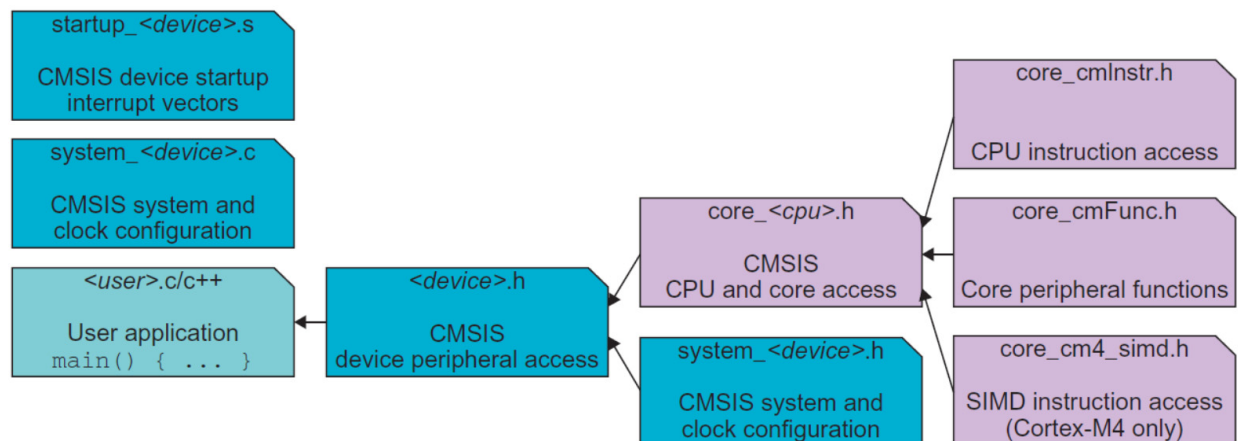 startup_<device>.s
CMSIS device startup
interrupt vectors
system_<device>.c
CMSIS system and
clock configuration
<user>.c/c++
User application
main() { ... }
<device>.h
CMSIS
device peripheral access
core_<cpu>.h
CMSIS
CPU and core access
system_<device>.h
CMSIS system and
clock configuration
core_cmInstr.h
CPU instruction access
core_cmFunc.h
Core peripheral functions
core_cm4_simd.h
SIMD instruction access
(Cortex-M4 only)